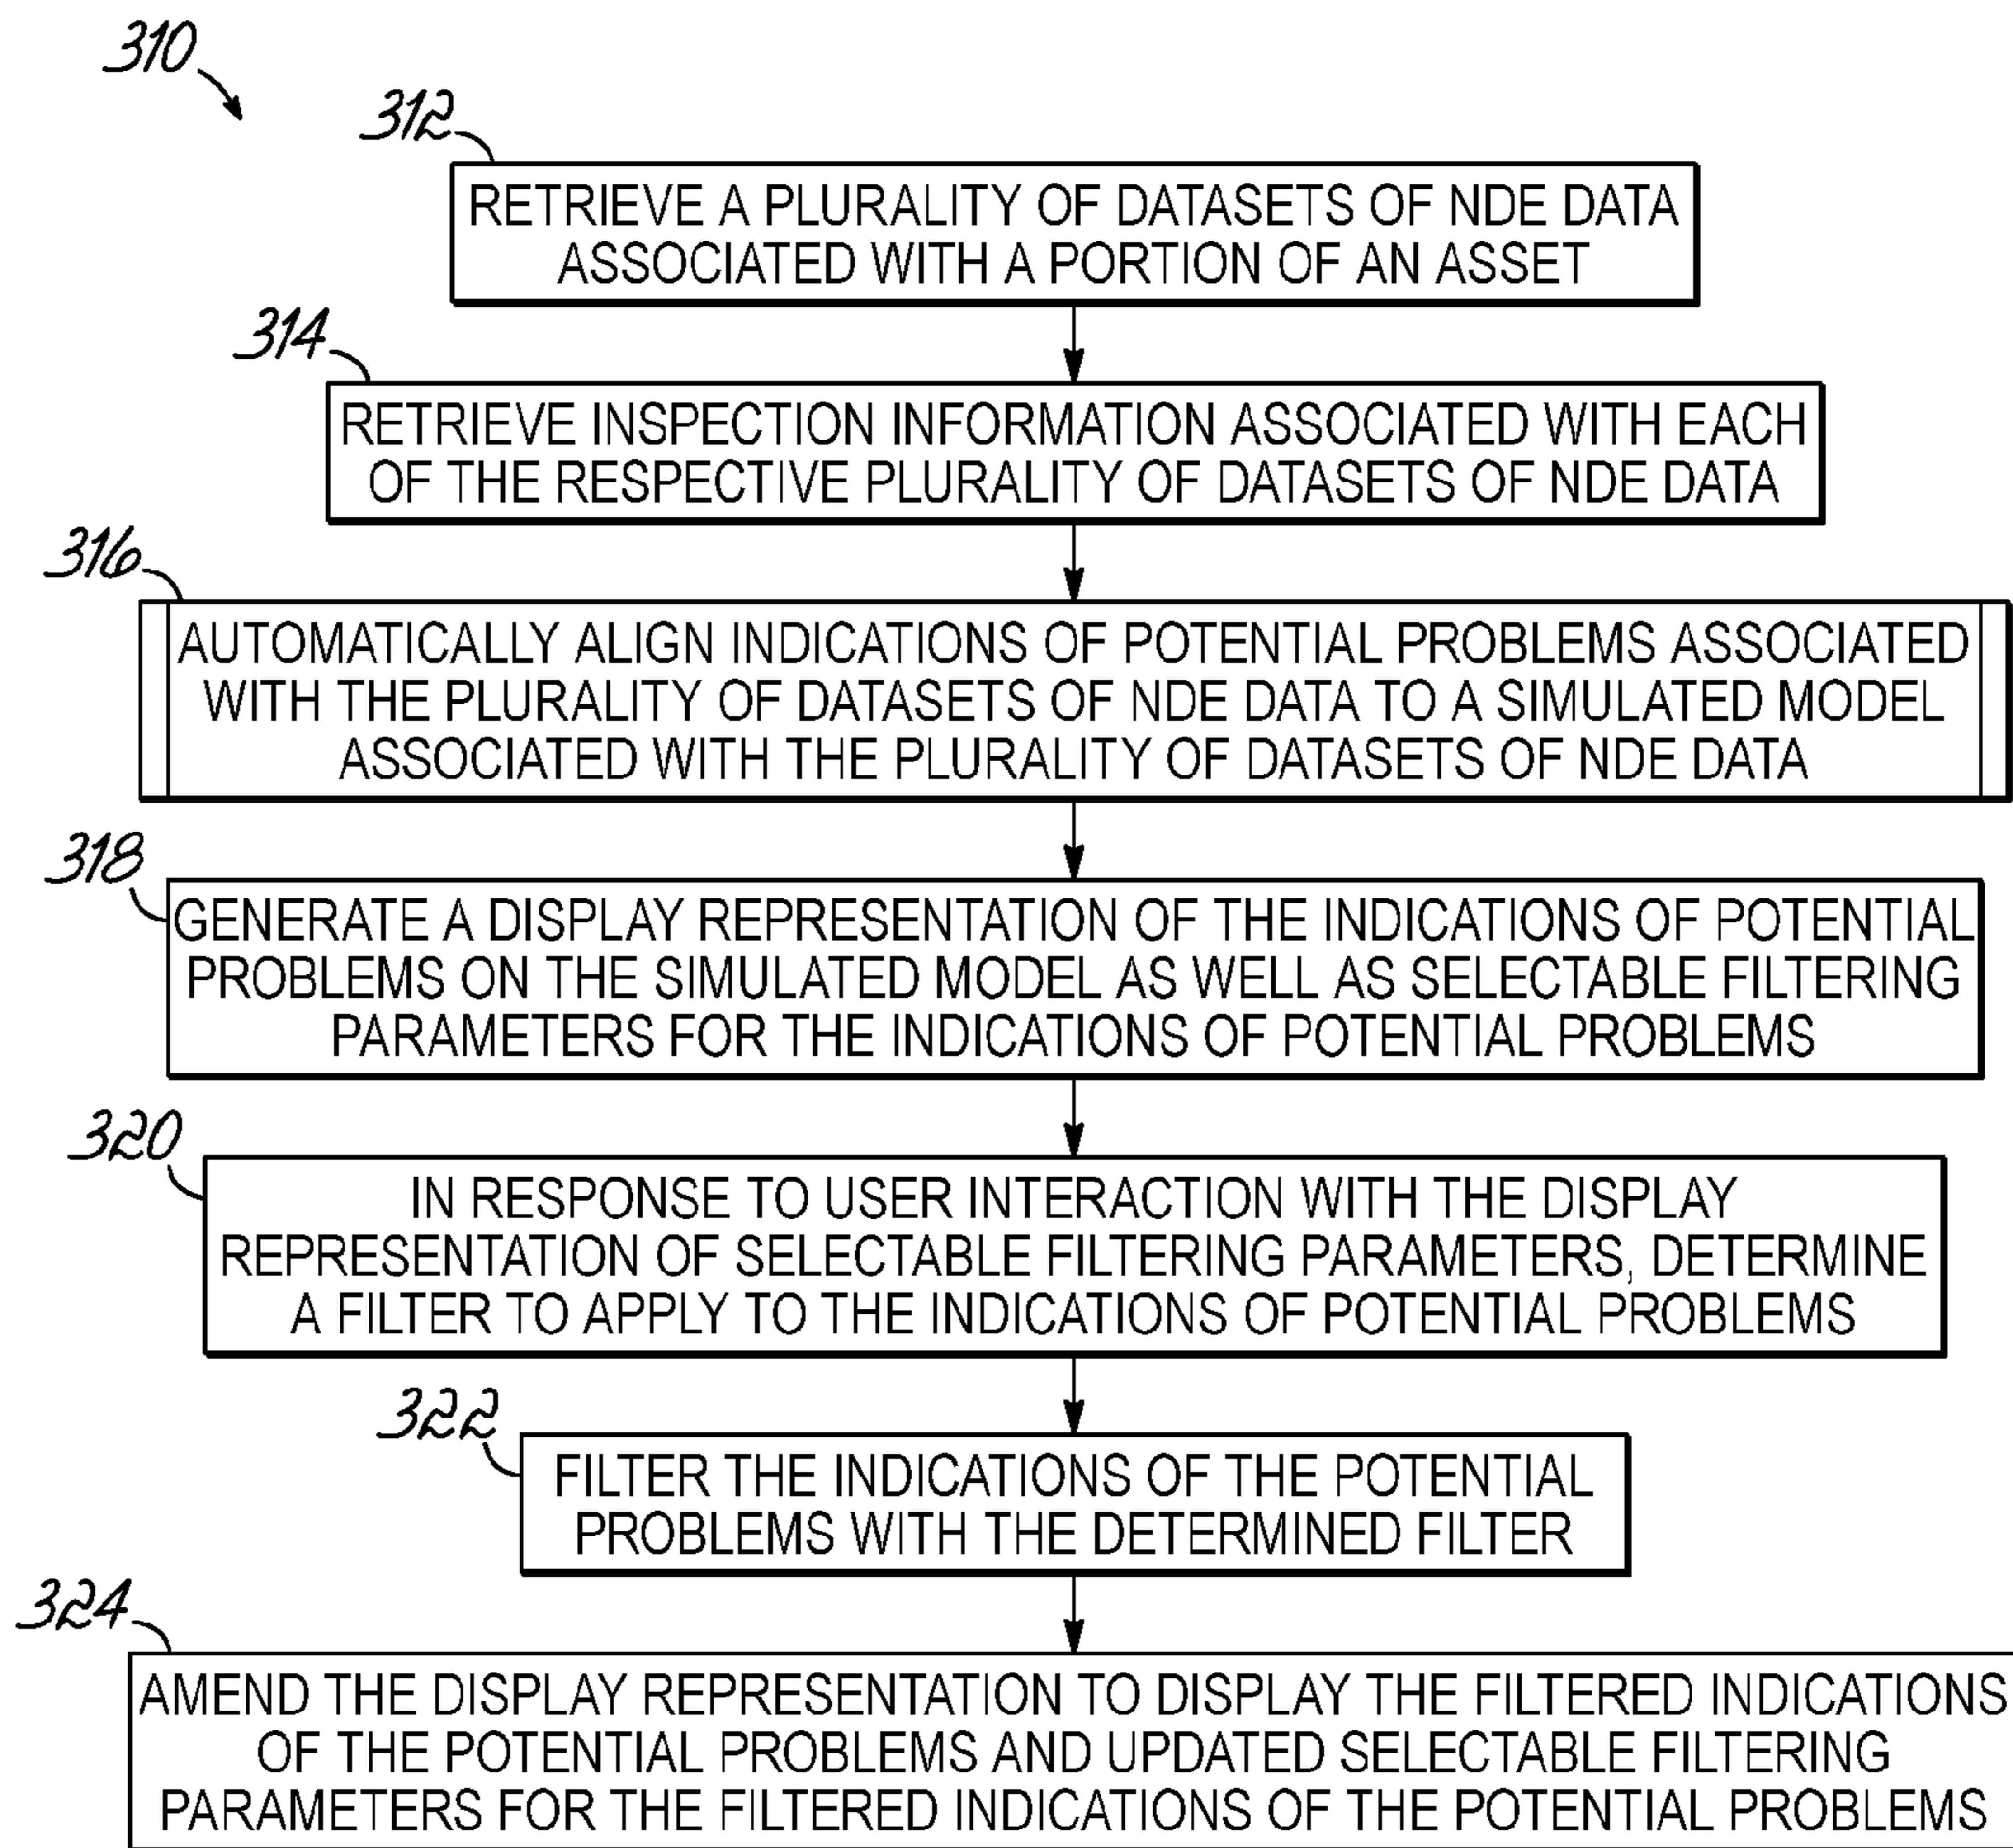 310
312
RETRIEVE A PLURALITY OF DATASETS OF NDE DATA
ASSOCIATED WITH A PORTION OF AN ASSET
314
RETRIEVE INSPECTION INFORMATION ASSOCIATED WITH EACH
OF THE RESPECTIVE PLURALITY OF DATASETS OF NDE DATA
316
AUTOMATICALLY ALIGN INDICATIONS OF POTENTIAL PROBLEMS ASSOCIATED
WITH THE PLURALITY OF DATASETS OF NDE DATA TO A SIMULATED MODEL
ASSOCIATED WITH THE PLURALITY OF DATASETS OF NDE DATA
318
GENERATE A DISPLAY REPRESENTATION OF THE INDICATIONS OF POTENTIAL
PROBLEMS ON THE SIMULATED MODEL AS WELL AS SELECTABLE FILTERING
PARAMETERS FOR THE INDICATIONS OF POTENTIAL PROBLEMS
320
IN RESPONSE TO USER INTERACTION WITH THE DISPLAY
REPRESENTATION OF SELECTABLE FILTERING PARAMETERS, DETERMINE
A FILTER TO APPLY TO THE INDICATIONS OF POTENTIAL PROBLEMS
322
FILTER THE INDICATIONS OF THE POTENTIAL
PROBLEMS WITH THE DETERMINED FILTER
324
AMEND THE DISPLAY REPRESENTATION TO DISPLAY THE FILTERED INDICATIONS
OF THE POTENTIAL PROBLEMS AND UPDATED SELECTABLE FILTERING
PARAMETERS FOR THE FILTERED INDICATIONS OF THE POTENTIAL PROBLEMS